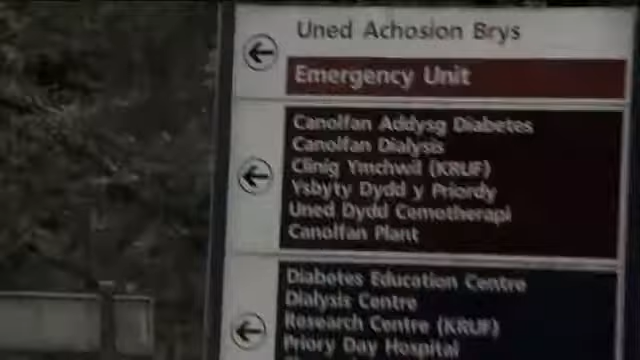 Uned Achosion Brys
Emergency Unit
Canolfan Addysg Diabetes
Canolfan Dialysis
Clinig Ymchwil (KRUF)
Ysbyty Dydd y Priordy
Uned Dydd Cemotherapi
Canolfan Plant
Diabetes Education Centre
Dialysis Centre
Research Centre (KRUF)
Priory Day Hospital